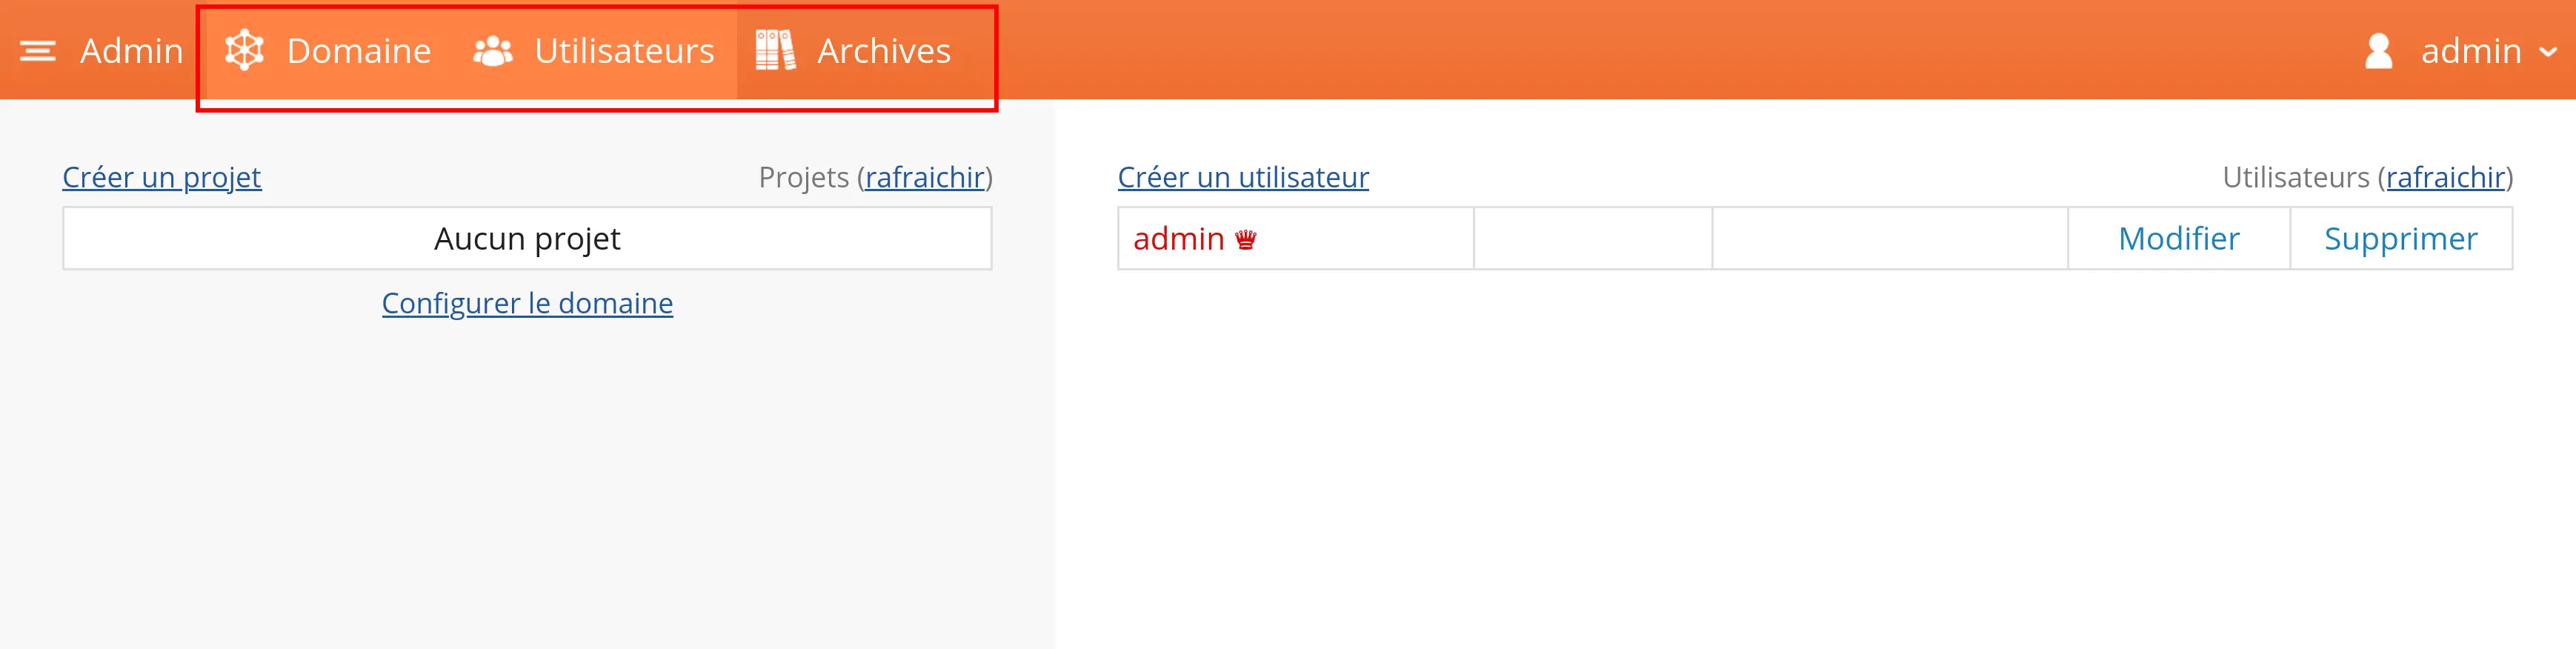 Admin Domaine Utilisateurs Archives admin
Créer un projet Projets (rafraichir)
Aucun projet
Configurer le domaine
Créer un utilisateur Utilisateurs (rafraichir)
admin Modifier Supprimer